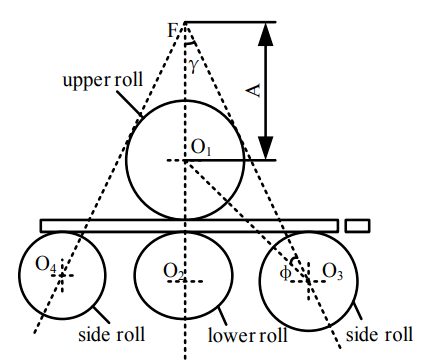 F
γ
upper roll
A
O1
O4
O2
ϕ
O3
side roll
lower roll
side roll